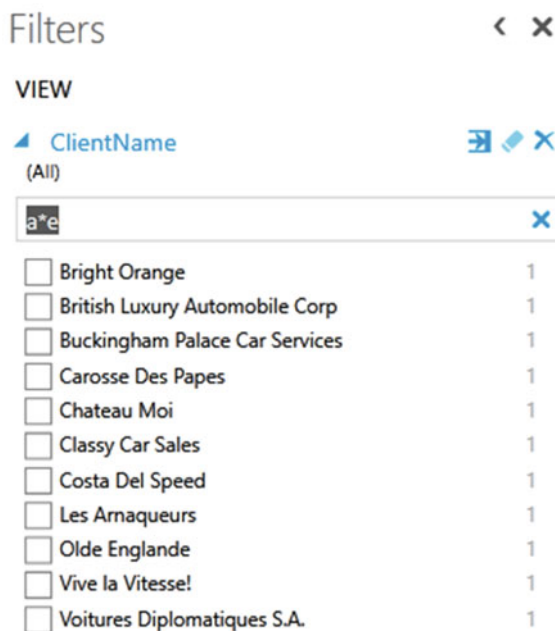 Filters
VIEW
ClientName
(All)
a*e
Bright Orange 1
British Luxury Automobile Corp 1
Buckingham Palace Car Services 1
Carosse Des Papes 1
Chateau Moi 1
Classy Car Sales 1
Costa Del Speed 1
Les Arnaqueurs 1
Olde Englande 1
Vive la Vitesse! 1
Voitures Diplomatiques S.A. 1